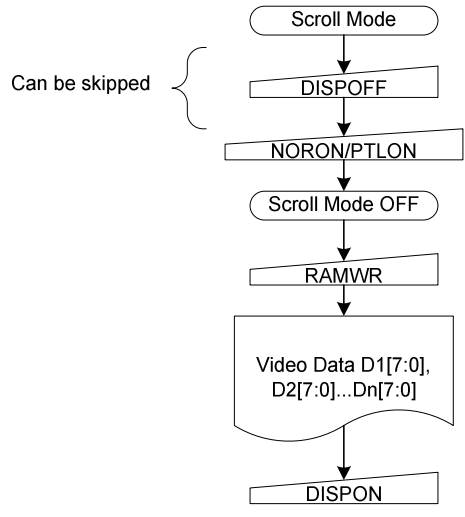 Scroll Mode
Can be skipped
DISPOFF
NORON/PTLON
Scroll Mode OFF
RAMWR
Video Data D1[7:0],
D2[7:0]...Dn[7:0]
DISPON